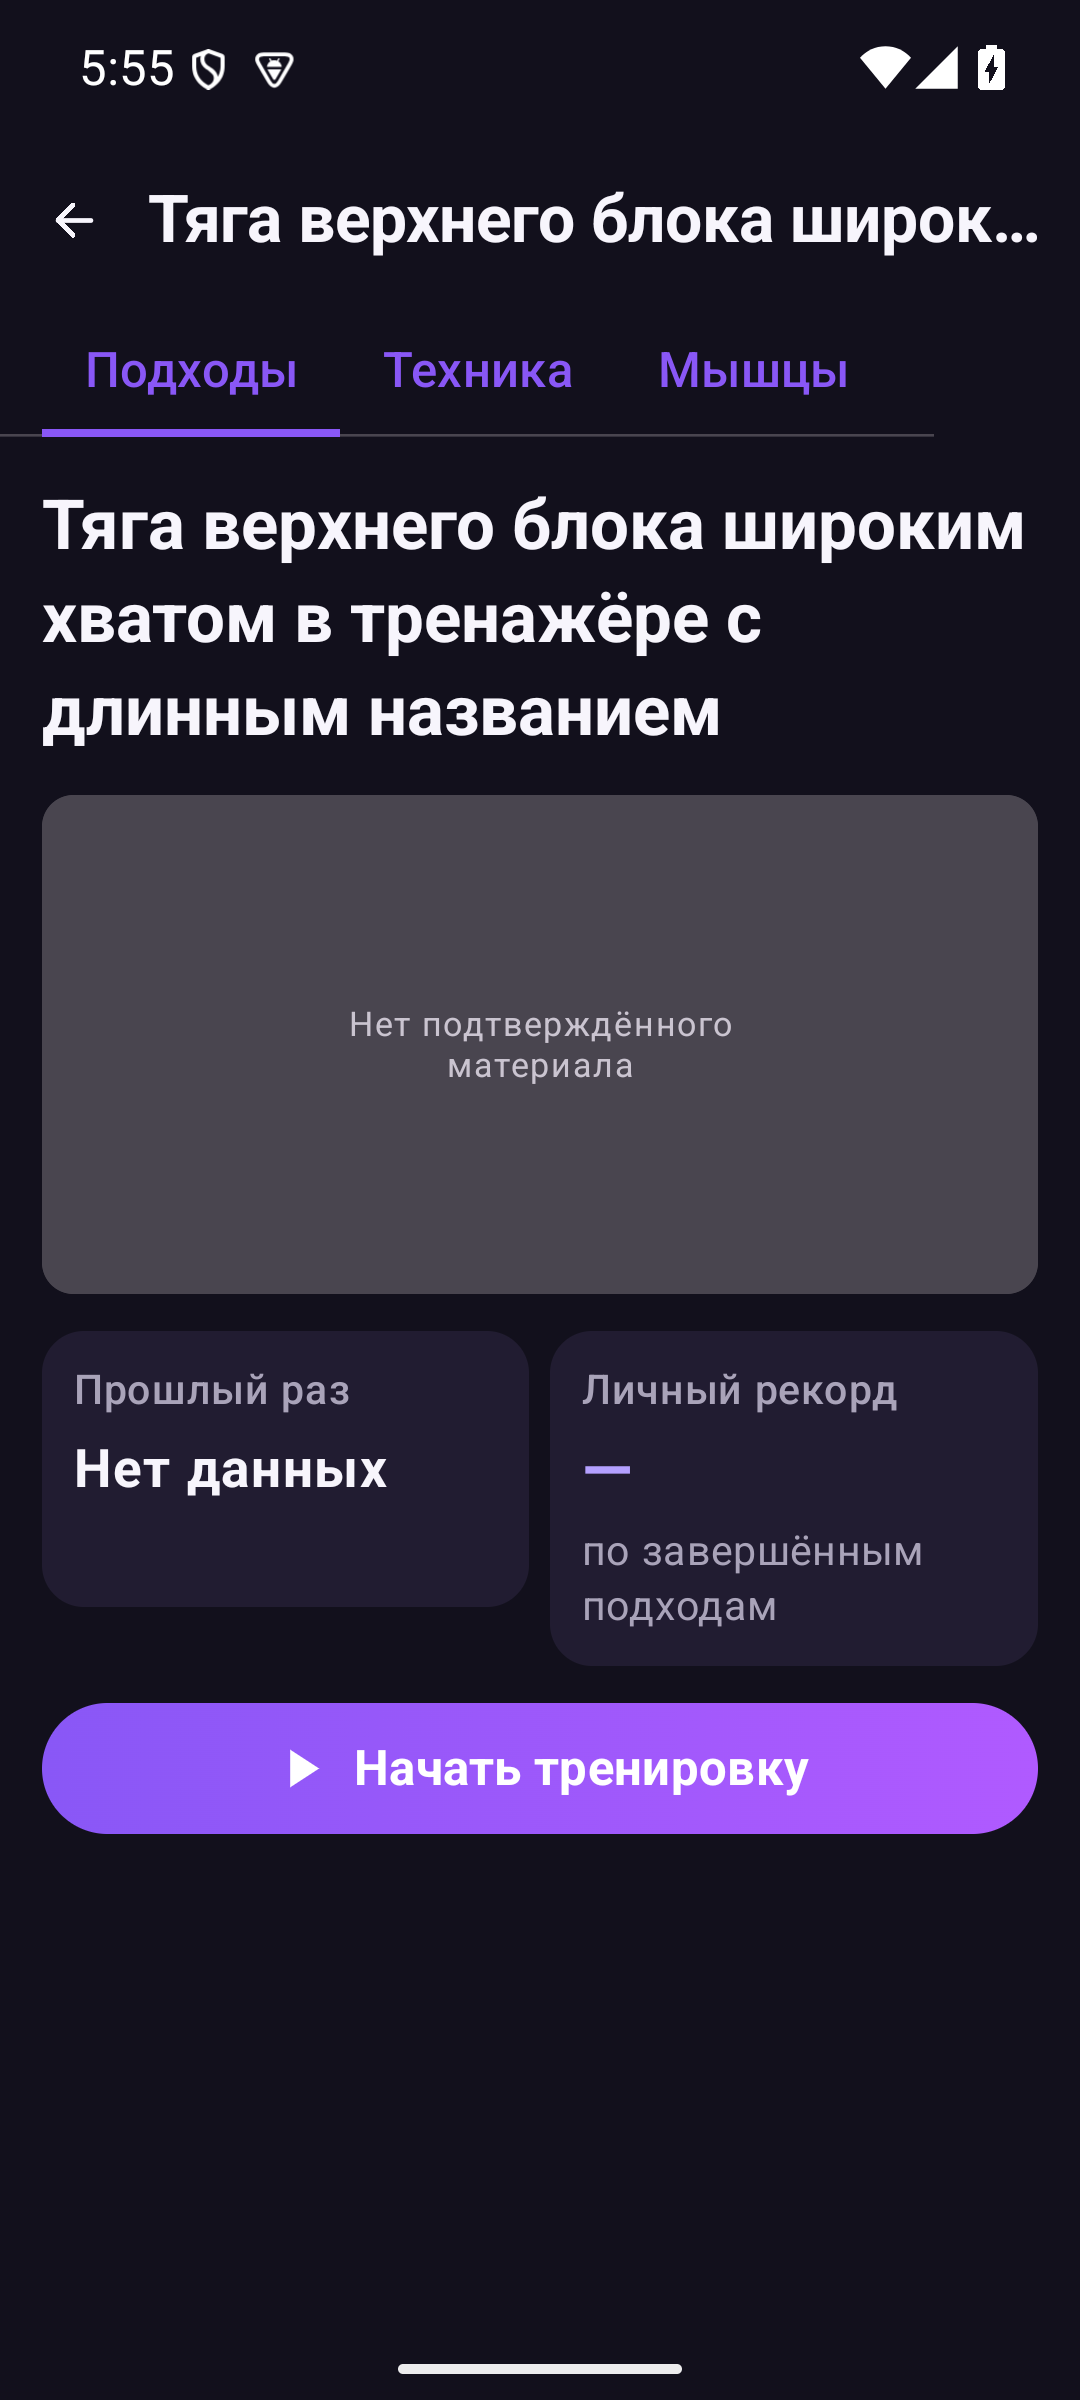 5:55
Тяга верхнего блока широк...
Подходы Техника Мышцы
Тяга верхнего блока широким
хватом в тренажёре с
длинным названием
Нет подтверждённого
материала
Прошлый раз
Нет данных
Личный рекорд
—
по завершённым
подходам
Начать тренировку